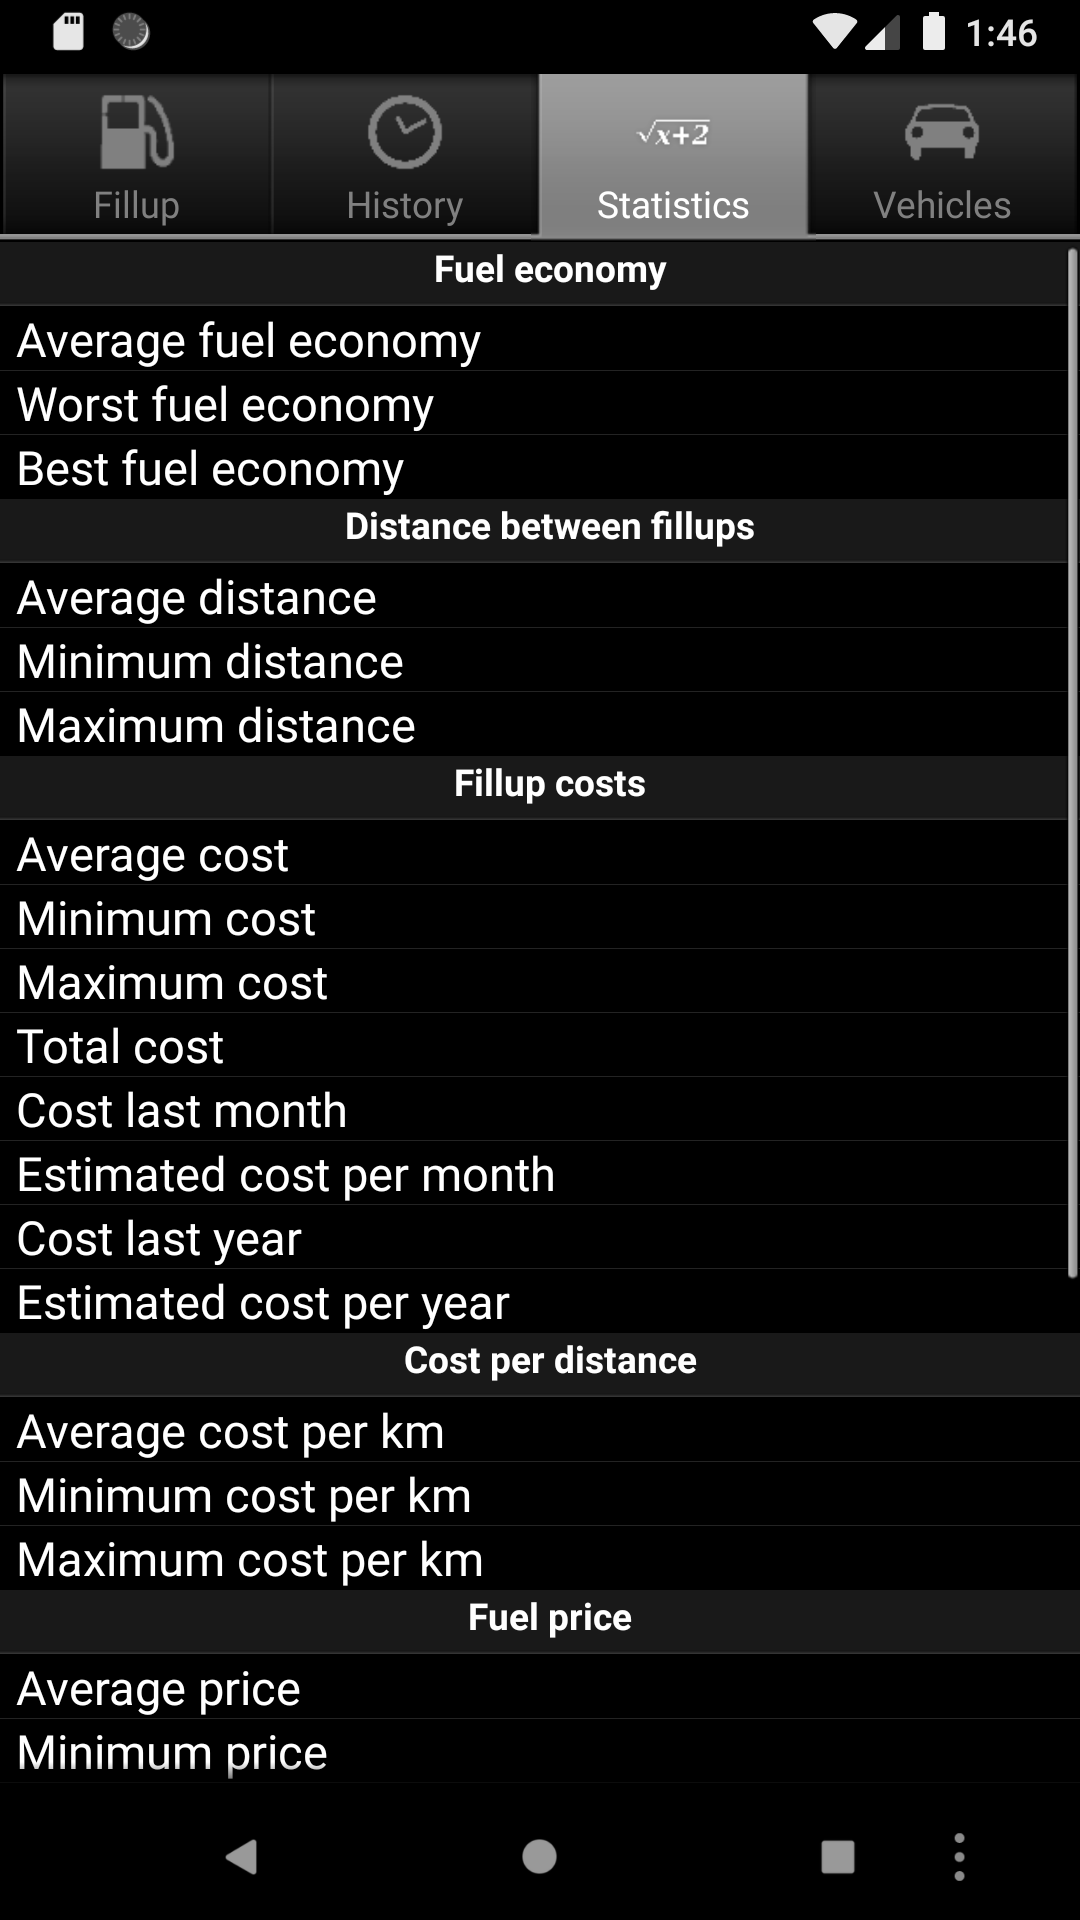 1:46
Fillup
History
√x+2
Statistics
Vehicles
Fuel economy
Average fuel economy
Worst fuel economy
Best fuel economy
Distance between fillups
Average distance
Minimum distance
Maximum distance
Fillup costs
Average cost
Minimum cost
Maximum cost
Total cost
Cost last month
Estimated cost per month
Cost last year
Estimated cost per year
Cost per distance
Average cost per km
Minimum cost per km
Maximum cost per km
Fuel price
Average price
Minimum price